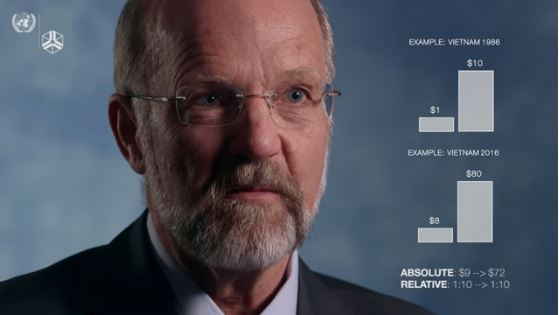 EXAMPLE: VIETNAM 1986
$10
$1
EXAMPLE: VIETNAM 2016
$80
$8
ABSOLUTE: $9 --> $72
RELATIVE: 1:10 --> 1:10